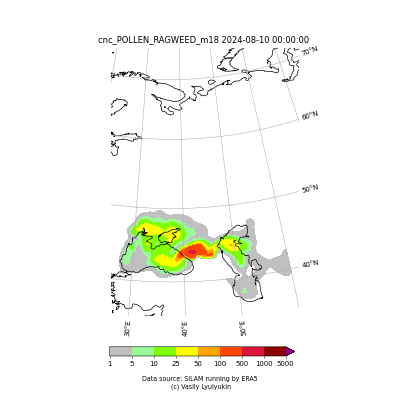 cnc_POLLEN_RAGWEED_m18 2024-08-10 00:00:00
70°N
60°N
50°N
40°N
30°E
40°E
50°E
1 5 10 25 50 100 500 1000 5000
Data source: SILAM running by ERA5
(c) Vasily Lyulyukin